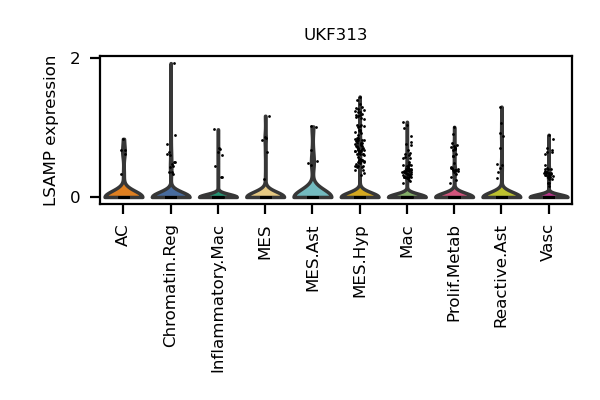 UKF313
LSAMP expression
2
0
AC
Chromatin.Reg
Inflammatory.Mac
MES
MES.Ast
MES.Hyp
Mac
Prolif.Metab
Reactive.Ast
Vasc